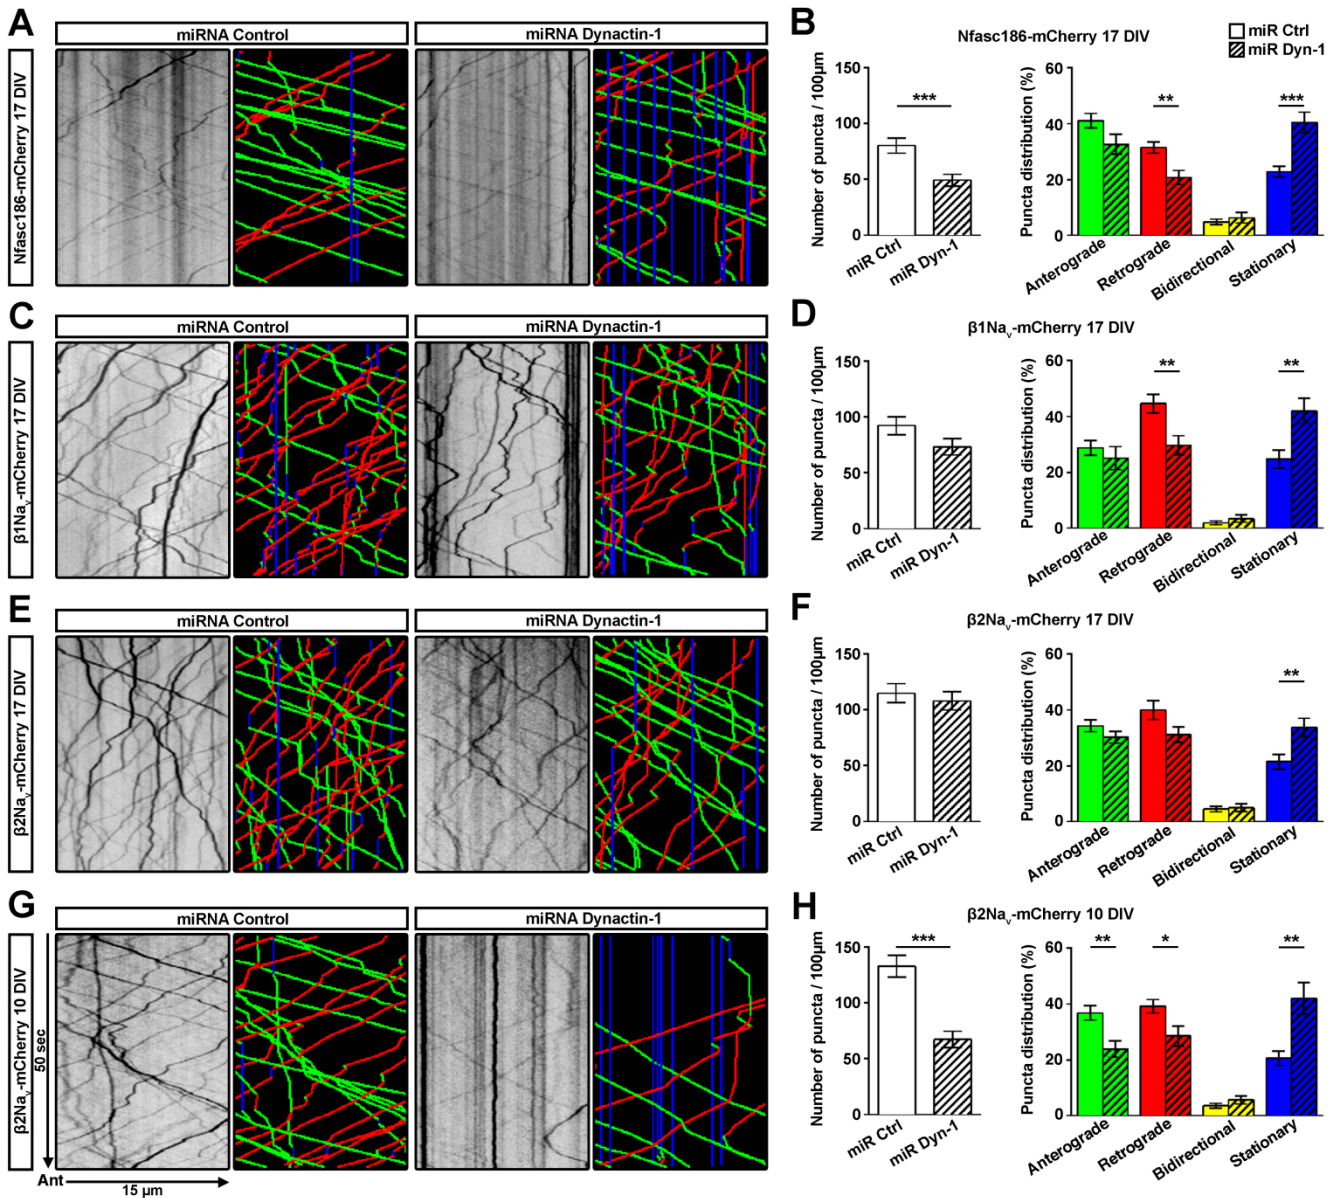 A
miRNA Control
miRNA Dynactin-1
Nfasc186-mCherry 17 DIV
B
Nfasc186-mCherry 17 DIV
miR Ctrl
miR Dyn-1
Number of puncta / 100µm
150
100
50
0
***
miR Ctrl
miR Dyn-1
Puncta distribution (%)
60
40
20
0
**
***
Anterograde
Retrograde
Bidirectional
Stationary
C
miRNA Control
miRNA Dynactin-1
β1Naᵥ-mCherry 17 DIV
D
β1Naᵥ-mCherry 17 DIV
Number of puncta / 100µm
150
100
50
0
miR Ctrl
miR Dyn-1
Puncta distribution (%)
60
40
20
0
**
**
Anterograde
Retrograde
Bidirectional
Stationary
E
miRNA Control
miRNA Dynactin-1
β2Naᵥ-mCherry 17 DIV
F
β2Naᵥ-mCherry 17 DIV
Number of puncta / 100µm
150
100
50
0
miR Ctrl
miR Dyn-1
Puncta distribution (%)
60
40
20
0
**
Anterograde
Retrograde
Bidirectional
Stationary
G
miRNA Control
miRNA Dynactin-1
β2Naᵥ-mCherry 10 DIV
50 sec
Ant
15 µm
H
β2Naᵥ-mCherry 10 DIV
Number of puncta / 100µm
150
100
50
0
***
miR Ctrl
miR Dyn-1
Puncta distribution (%)
60
40
20
0
**
*
**
Anterograde
Retrograde
Bidirectional
Stationary